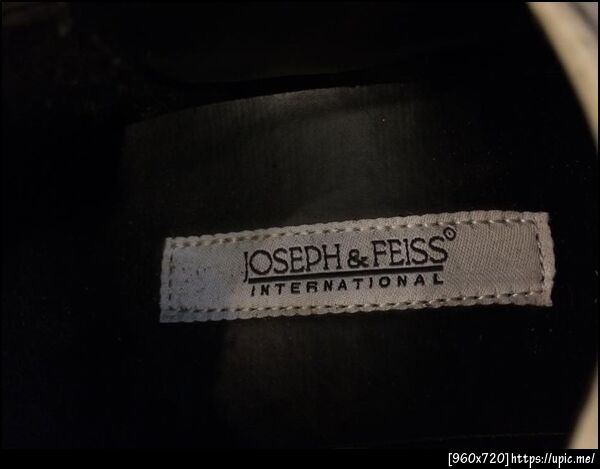 JOSEPH & FEISS®
INTERNATIONAL
[960x720]https://upic.me/